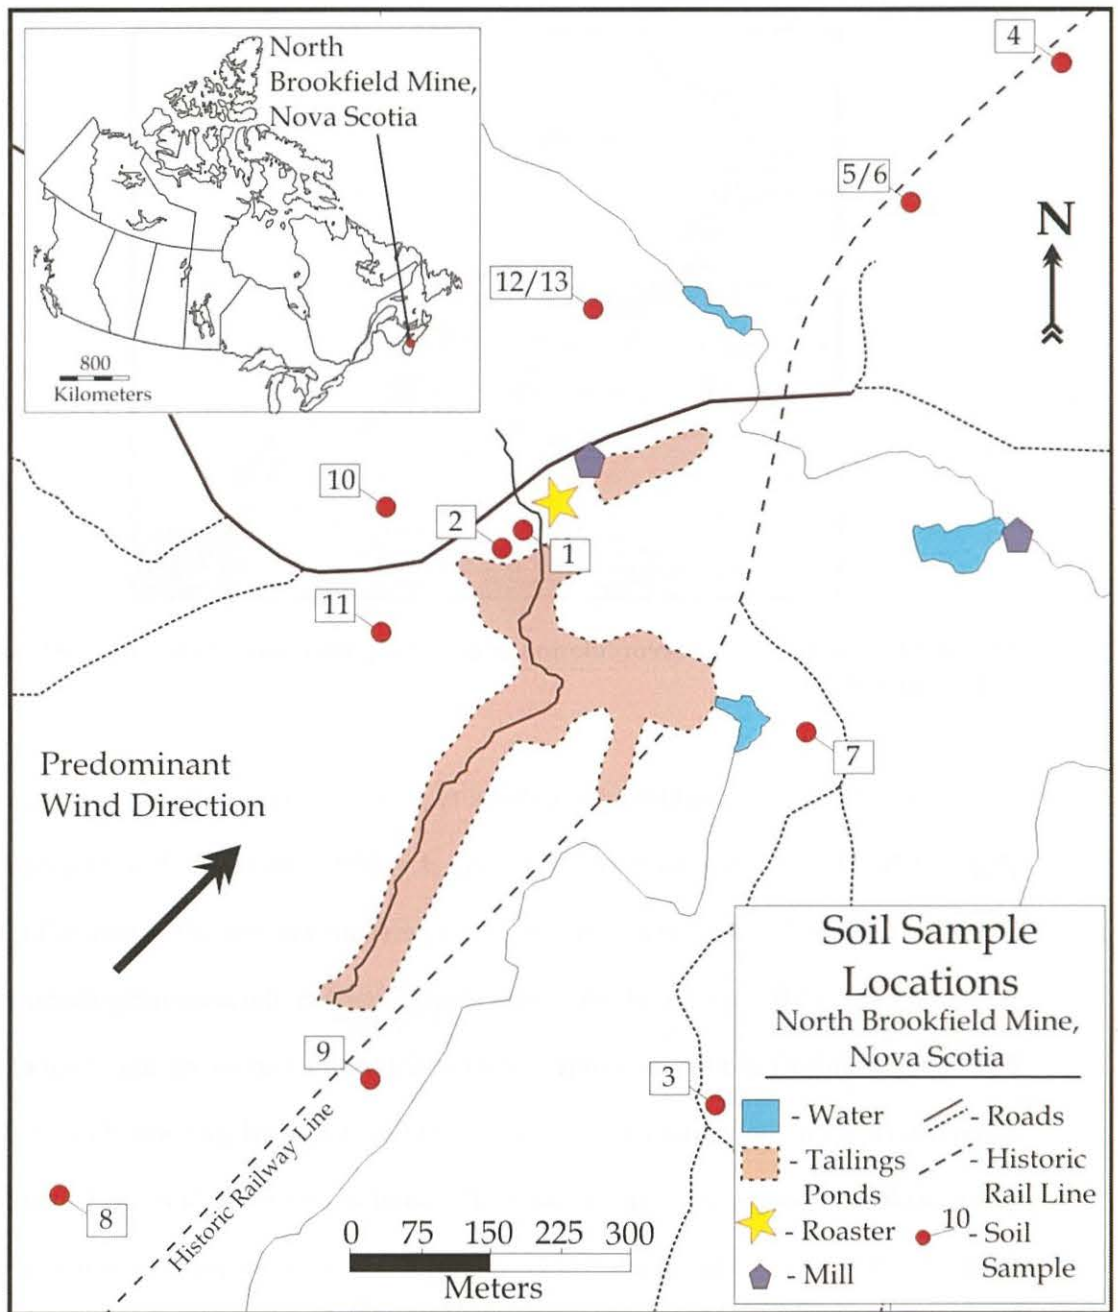 North
Brookfield Mine,
Nova Scotia
800
Kilometers
4
5/6
N
12/13
10
2
1
11
7
Predominant
Wind Direction
9
3
8
Historic Railway Line
0 75 150 225 300
Meters
Soil Sample
Locations
North Brookfield Mine,
Nova Scotia
- Water
- Roads
- Tailings
Ponds
- Historic
Rail Line
- Roaster
10 - Soil
Sample
- Mill